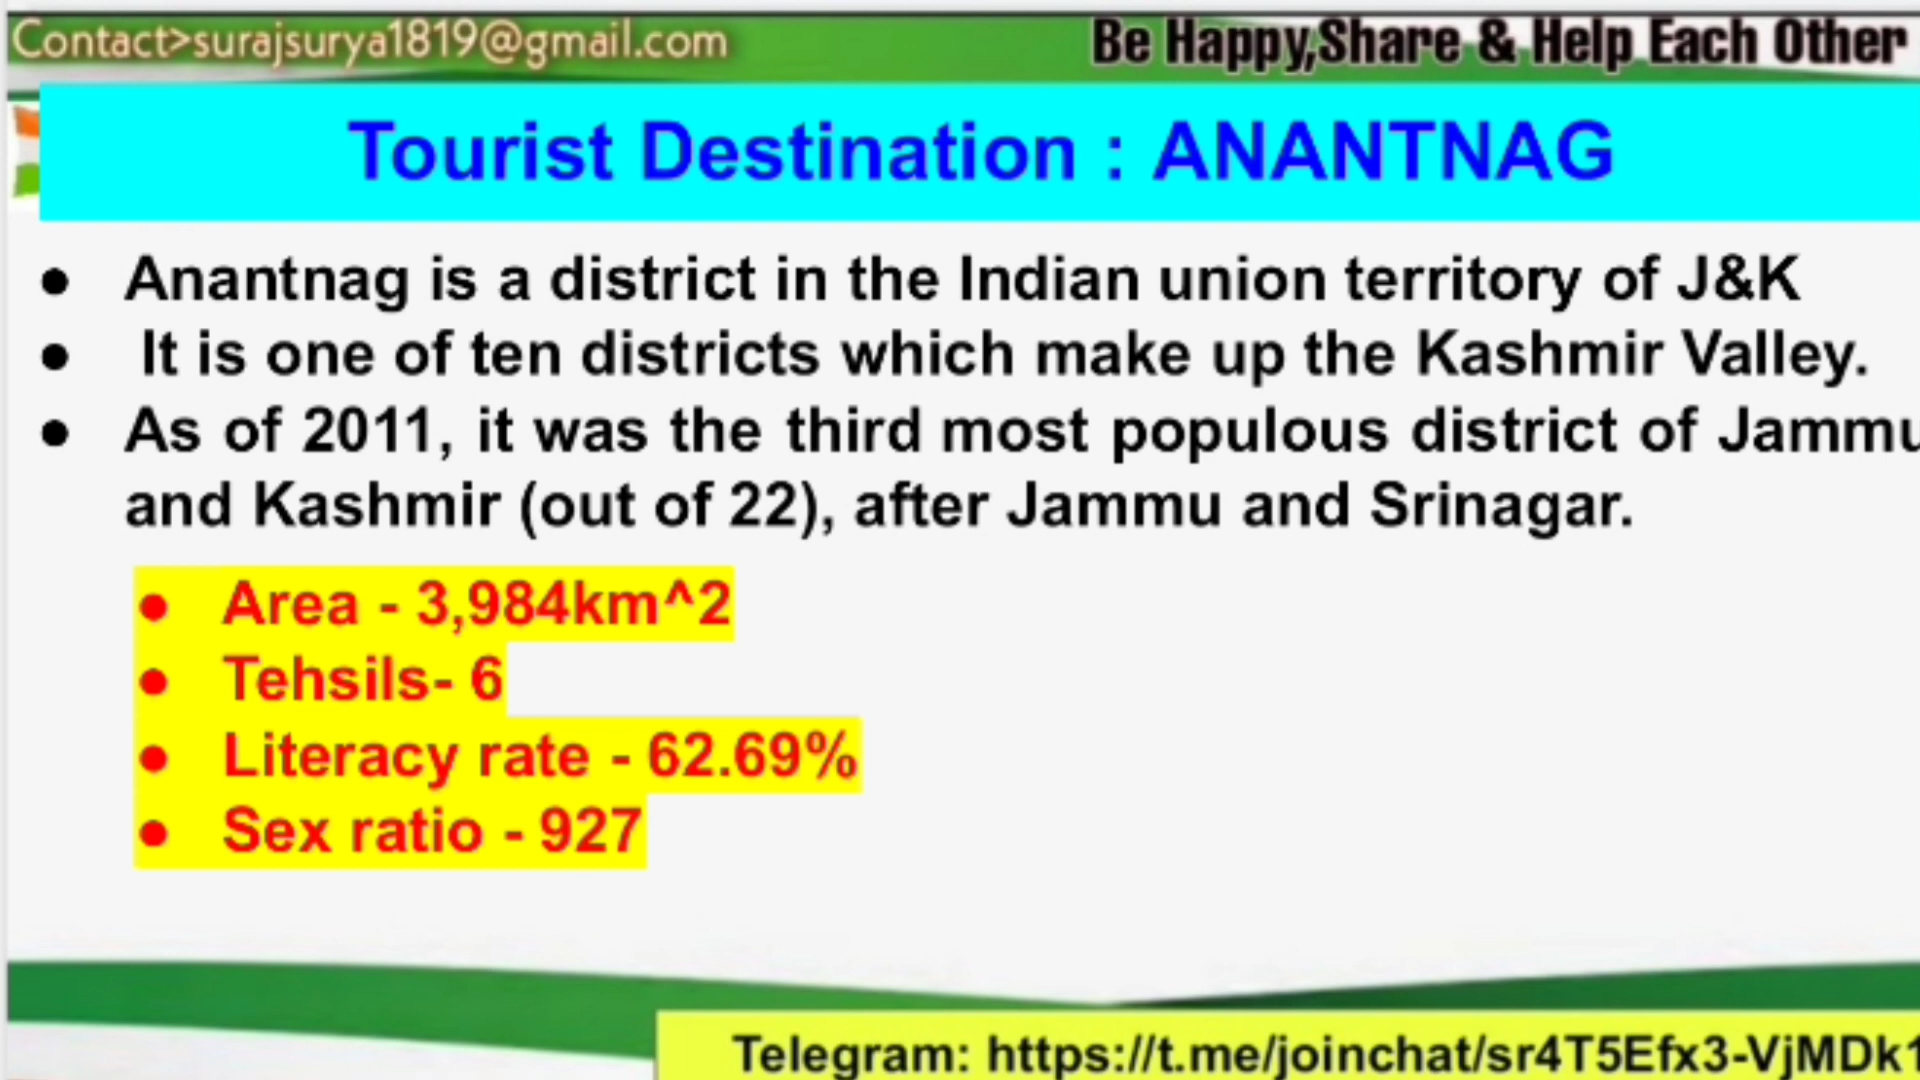 Contact>surajsurya1819@gmail.com
Be Happy,Share & Help Each Other
Tourist Destination : ANANTNAG
● Anantnag is a district in the Indian union territory of J&K
● It is one of ten districts which make up the Kashmir Valley.
● As of 2011, it was the third most populous district of Jammu
and Kashmir (out of 22), after Jammu and Srinagar.
● Area - 3,984km^2
● Tehsils- 6
● Literacy rate - 62.69%
● Sex ratio - 927
Telegram: https://t.me/joinchat/sr4T5Efx3-VjMDk1